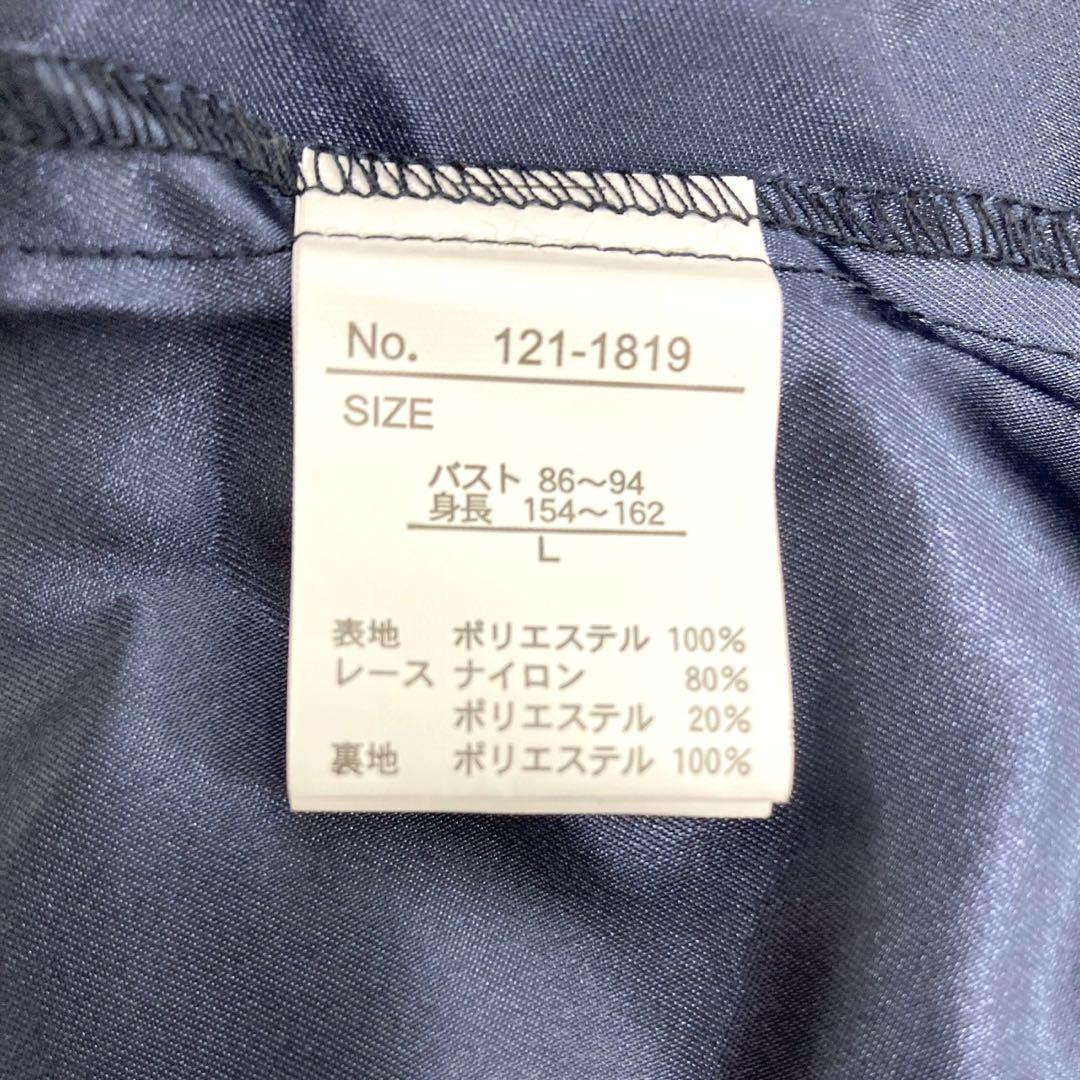 No. 121-1819
SIZE
バスト 86～94
身長 154～162
L
表地 ポリエステル 100%
レース ナイロン 80%
ポリエステル 20%
裏地 ポリエステル 100%